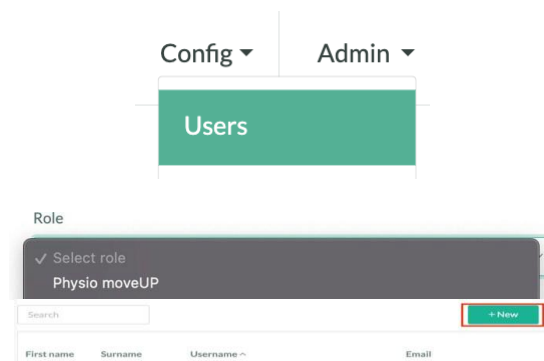 Config Admin
Users
Role
✓ Select role
Physio moveUP
Search + New
First name Surname Username Email